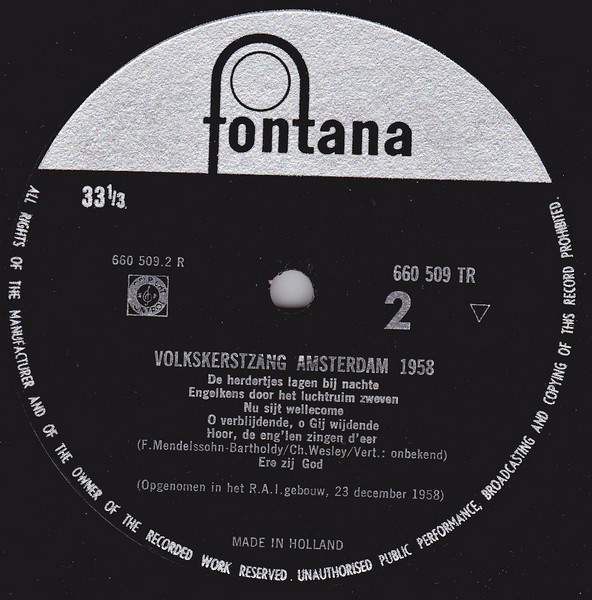 fontana
33 1/3
660 509.2 R
660 509 TR
2
VOLKSKERSTZANG AMSTERDAM 1958
De herdertjes lagen bij nachte
Engelkens door het luchtruim zweven
Nu sijt wellecome
O verblijdende, o Gij wijdende
Hoor, de eng'len zingen d'eer
(F.Mendelssohn-Bartholdy/Ch.Wesley/Vert.: onbekend)
Ere zij God
(Opgenomen in het R.A.I.gebouw, 23 december 1958)
MADE IN HOLLAND
ALL RIGHTS OF THE MANUFACTURER AND OF THE OWNER OF THE RECORDED WORK RESERVED. UNAUTHORISED PUBLIC PERFORMANCE, BROADCASTING AND COPYING OF THIS RECORD PROHIBITED.